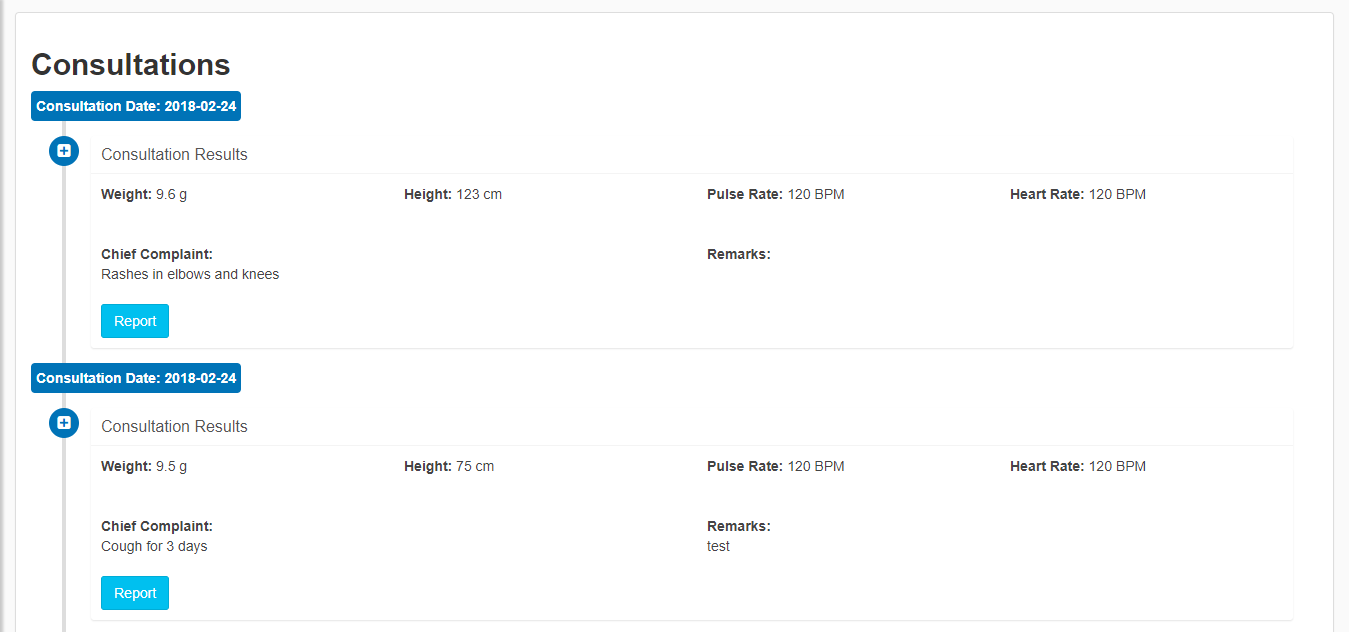 Consultations
Consultation Date: 2018-02-24
Consultation Results
Weight: 9.6 g Height: 123 cm Pulse Rate: 120 BPM Heart Rate: 120 BPM
Chief Complaint: Remarks:
Rashes in elbows and knees
Report
Consultation Date: 2018-02-24
Consultation Results
Weight: 9.5 g Height: 75 cm Pulse Rate: 120 BPM Heart Rate: 120 BPM
Chief Complaint: Remarks:
Cough for 3 days test
Report